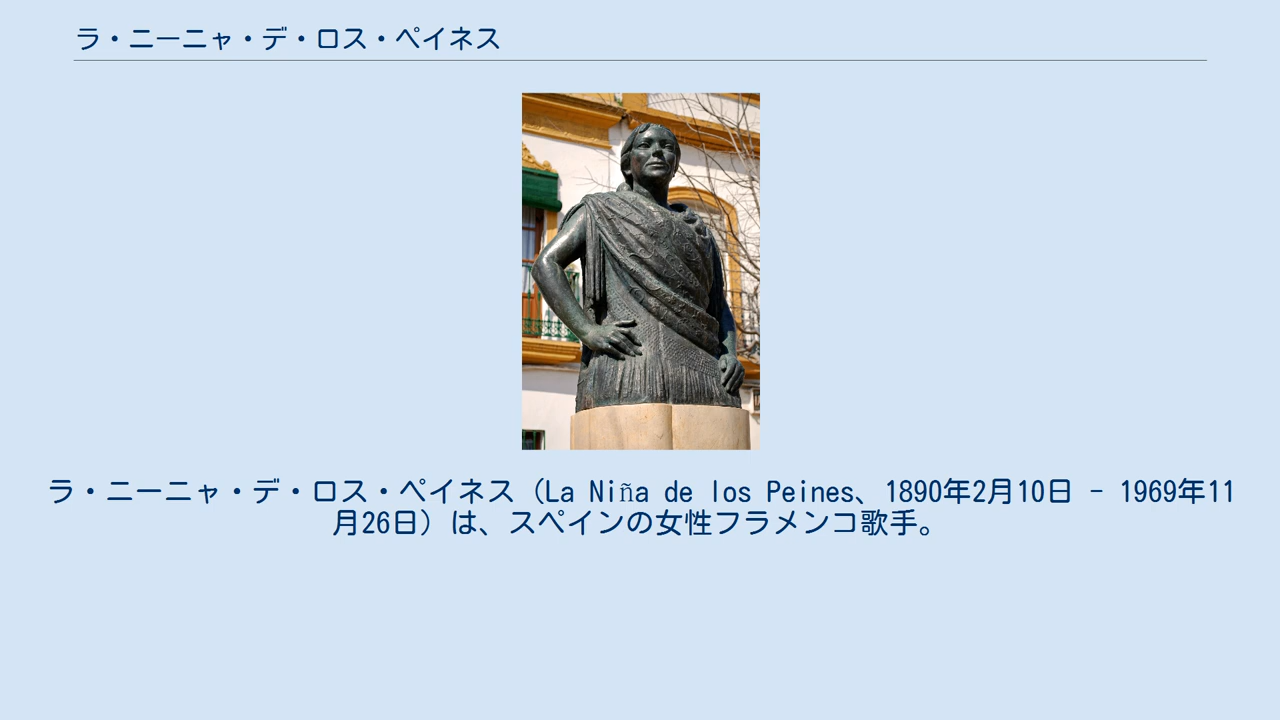 ラ・ニーニャ・デ・ロス・ペイネス
ラ・ニーニャ・デ・ロス・ペイネス（La Niña de los Peines、1890年2月10日 - 1969年11
月26日）は、スペインの女性フラメンコ歌手。